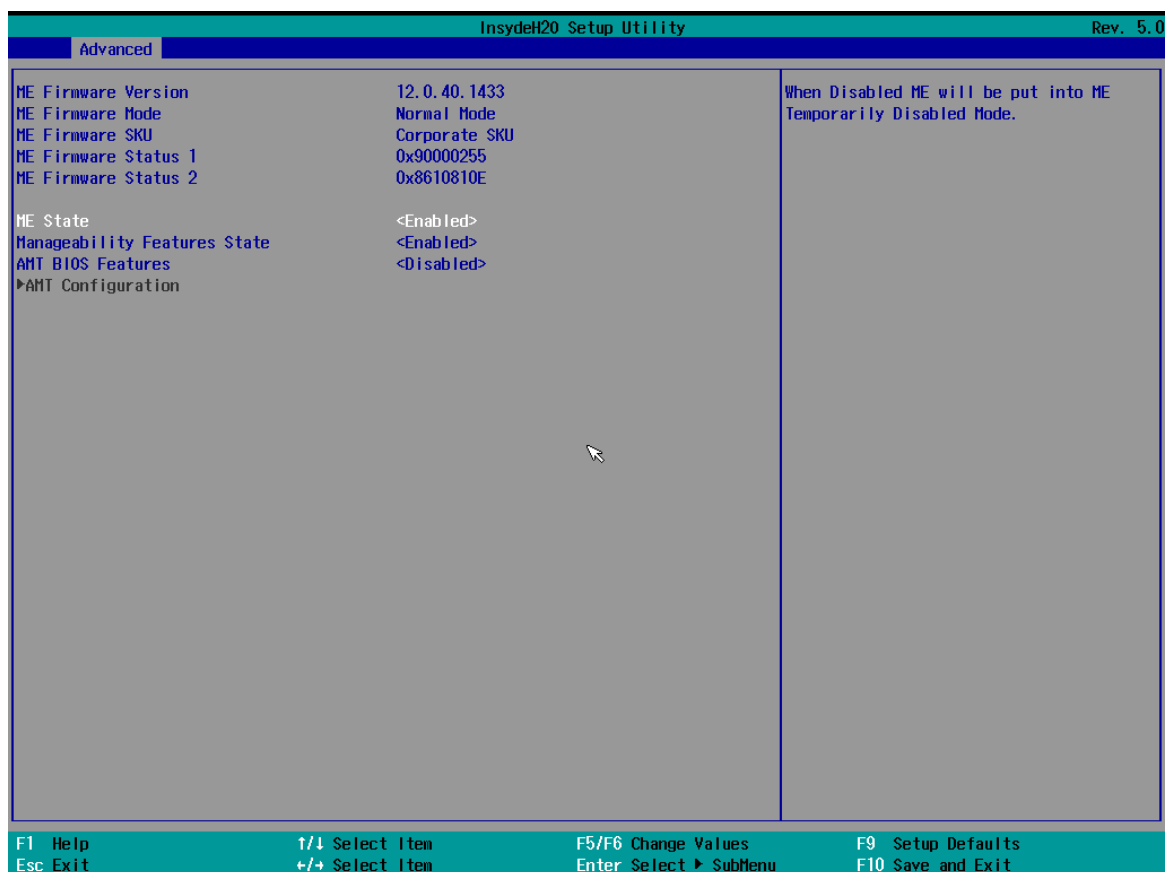 InsydeH20 Setup Utility Rev. 5.0
Advanced
ME Firmware Version 12.0.40.1433
ME Firmware Mode Normal Mode
ME Firmware SKU Corporate SKU
ME Firmware Status 1 0x90000255
ME Firmware Status 2 0x8610810E
ME State <Enabled>
Manageability Features State <Enabled>
AMT BIOS Features <Disabled>
▶AMT Configuration
When Disabled ME will be put into ME
Temporarily Disabled Mode.
F1 Help ↑/↓ Select Item F5/F6 Change Values F9 Setup Defaults
Esc Exit ←/→ Select Item Enter Select ▶ SubMenu F10 Save and Exit